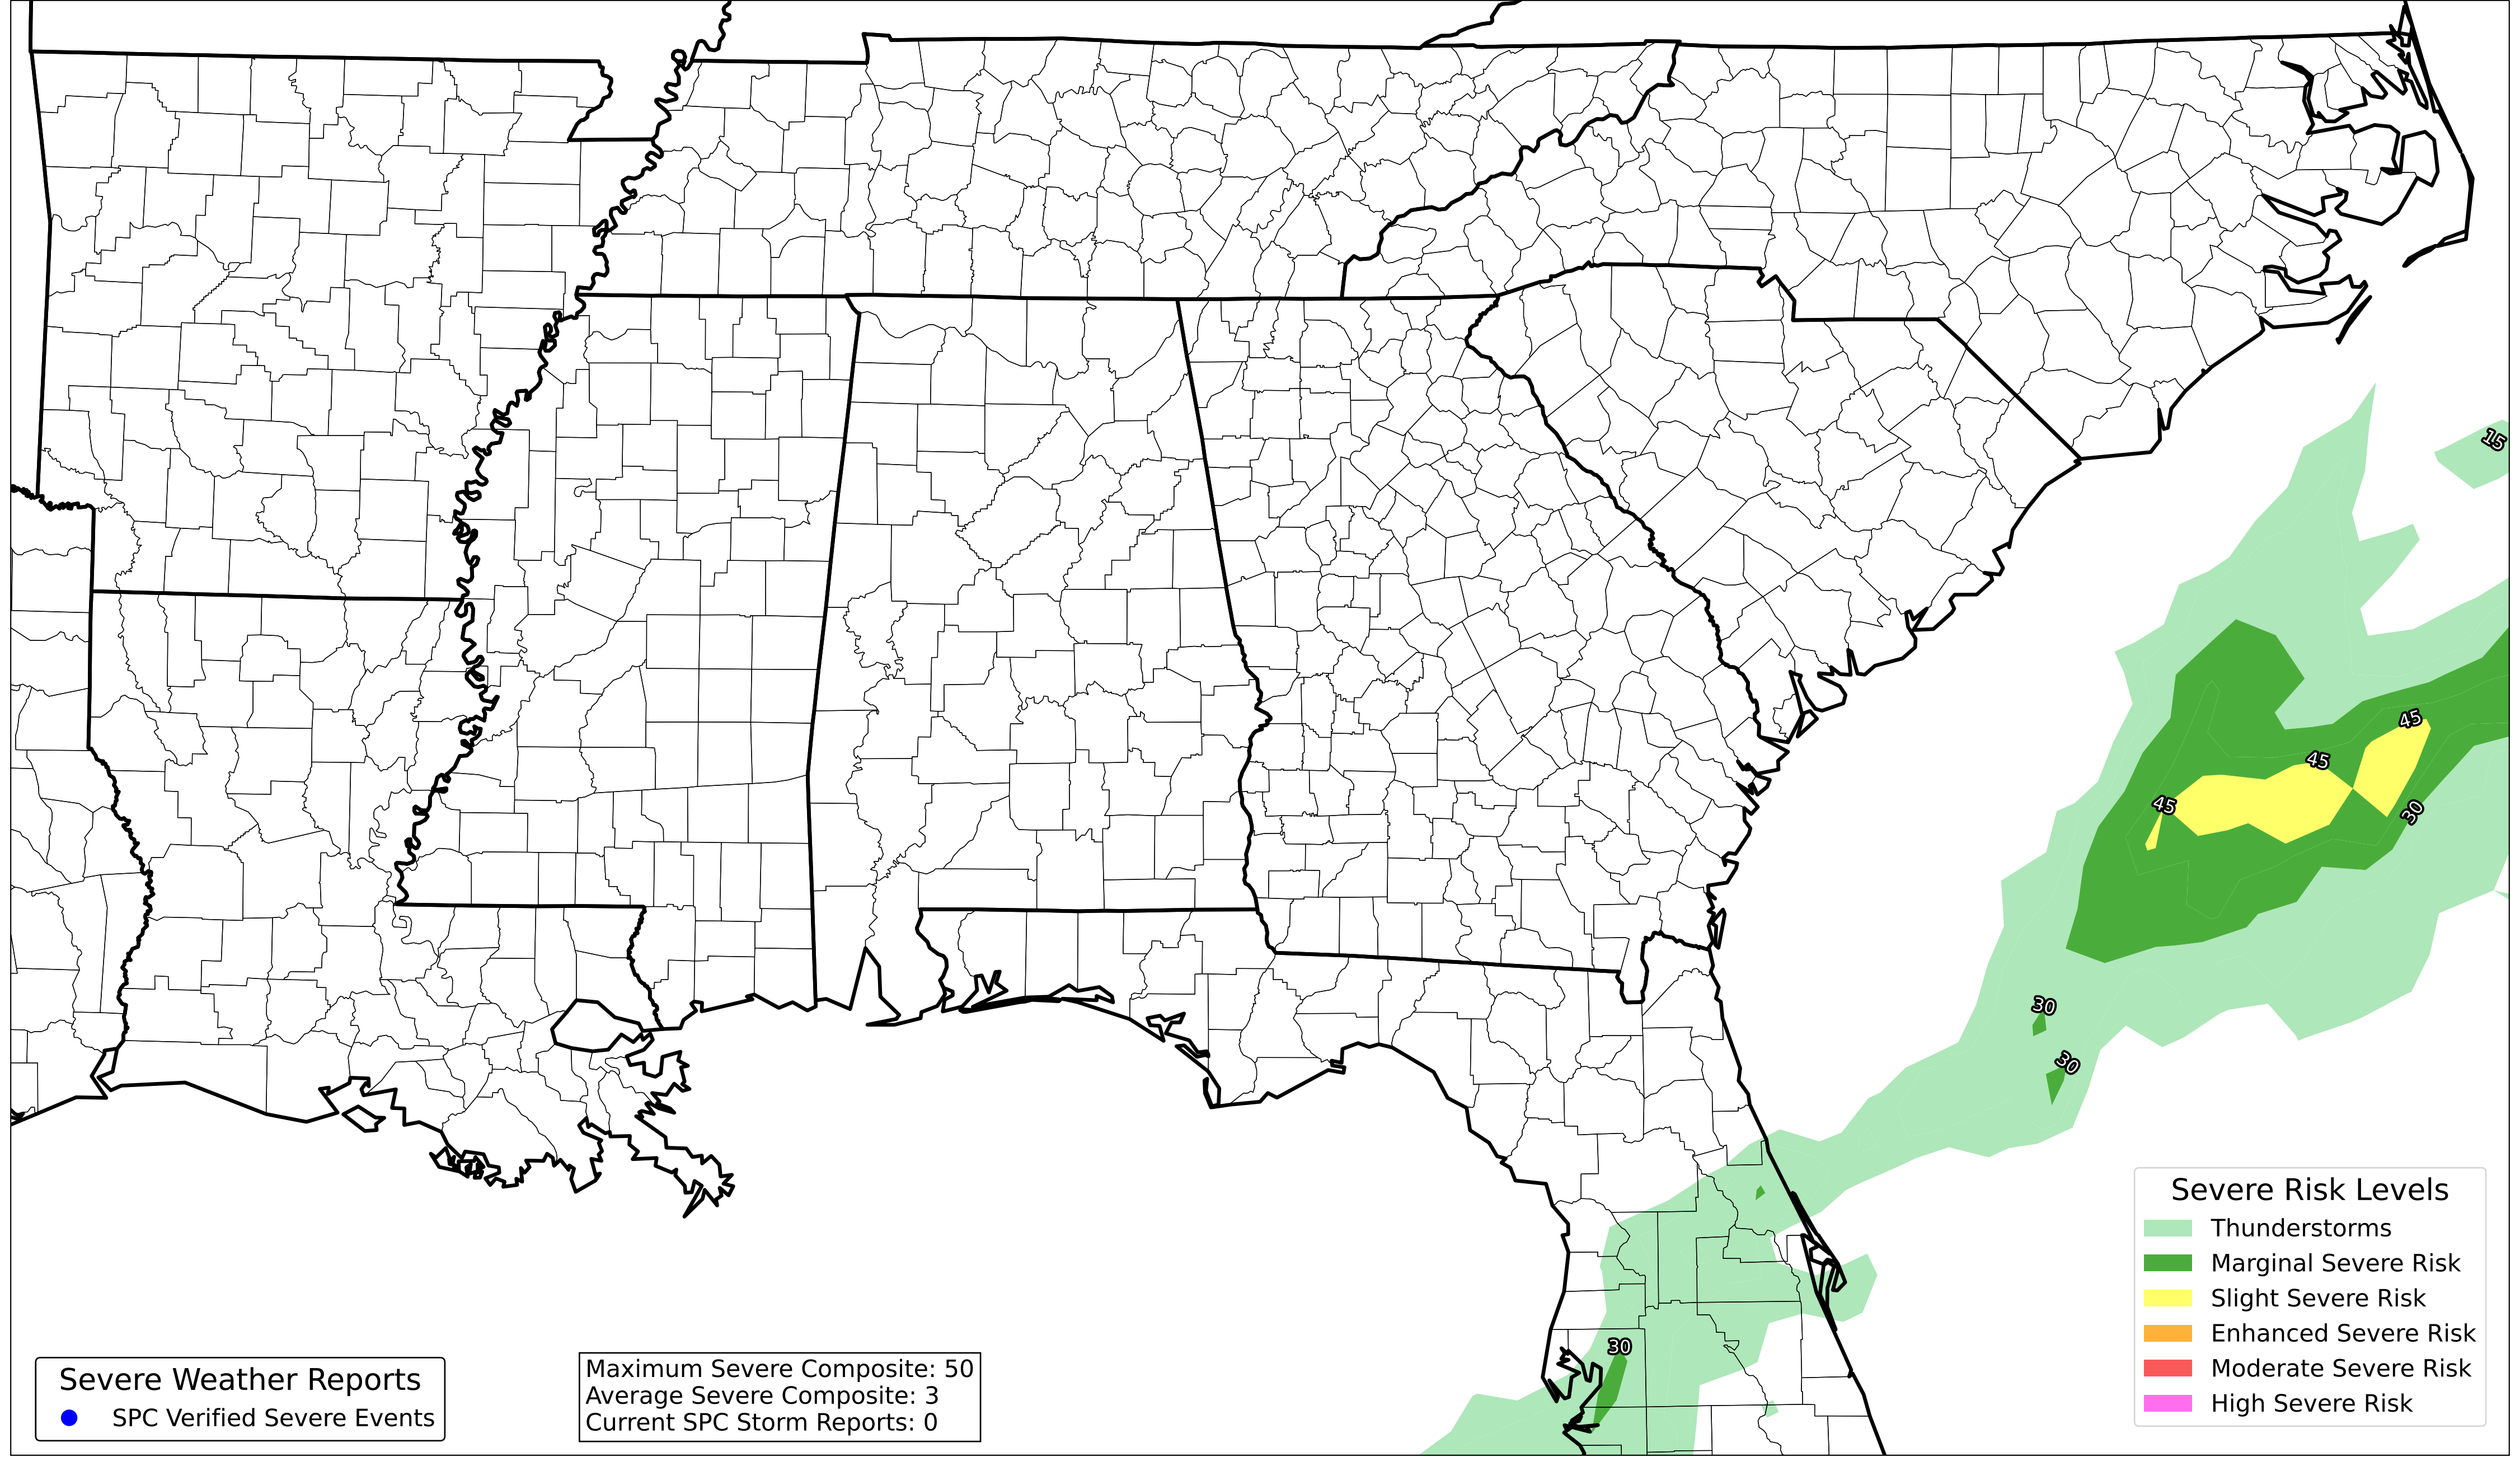 15
45
45
45
30
30
30
30
Severe Risk Levels
Thunderstorms
Marginal Severe Risk
Slight Severe Risk
Enhanced Severe Risk
Moderate Severe Risk
High Severe Risk
Severe Weather Reports
SPC Verified Severe Events
Maximum Severe Composite: 50
Average Severe Composite: 3
Current SPC Storm Reports: 0